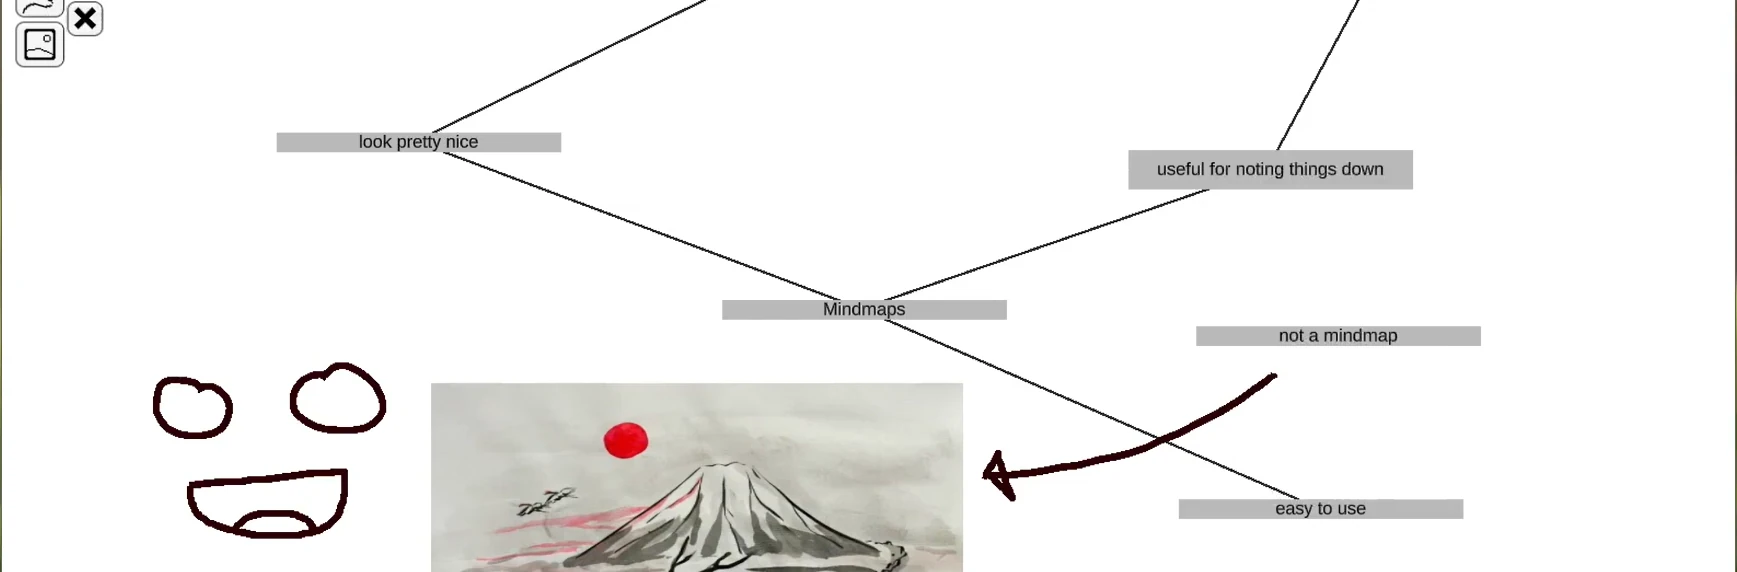 look pretty nice
useful for noting things down
Mindmaps
not a mindmap
easy to use